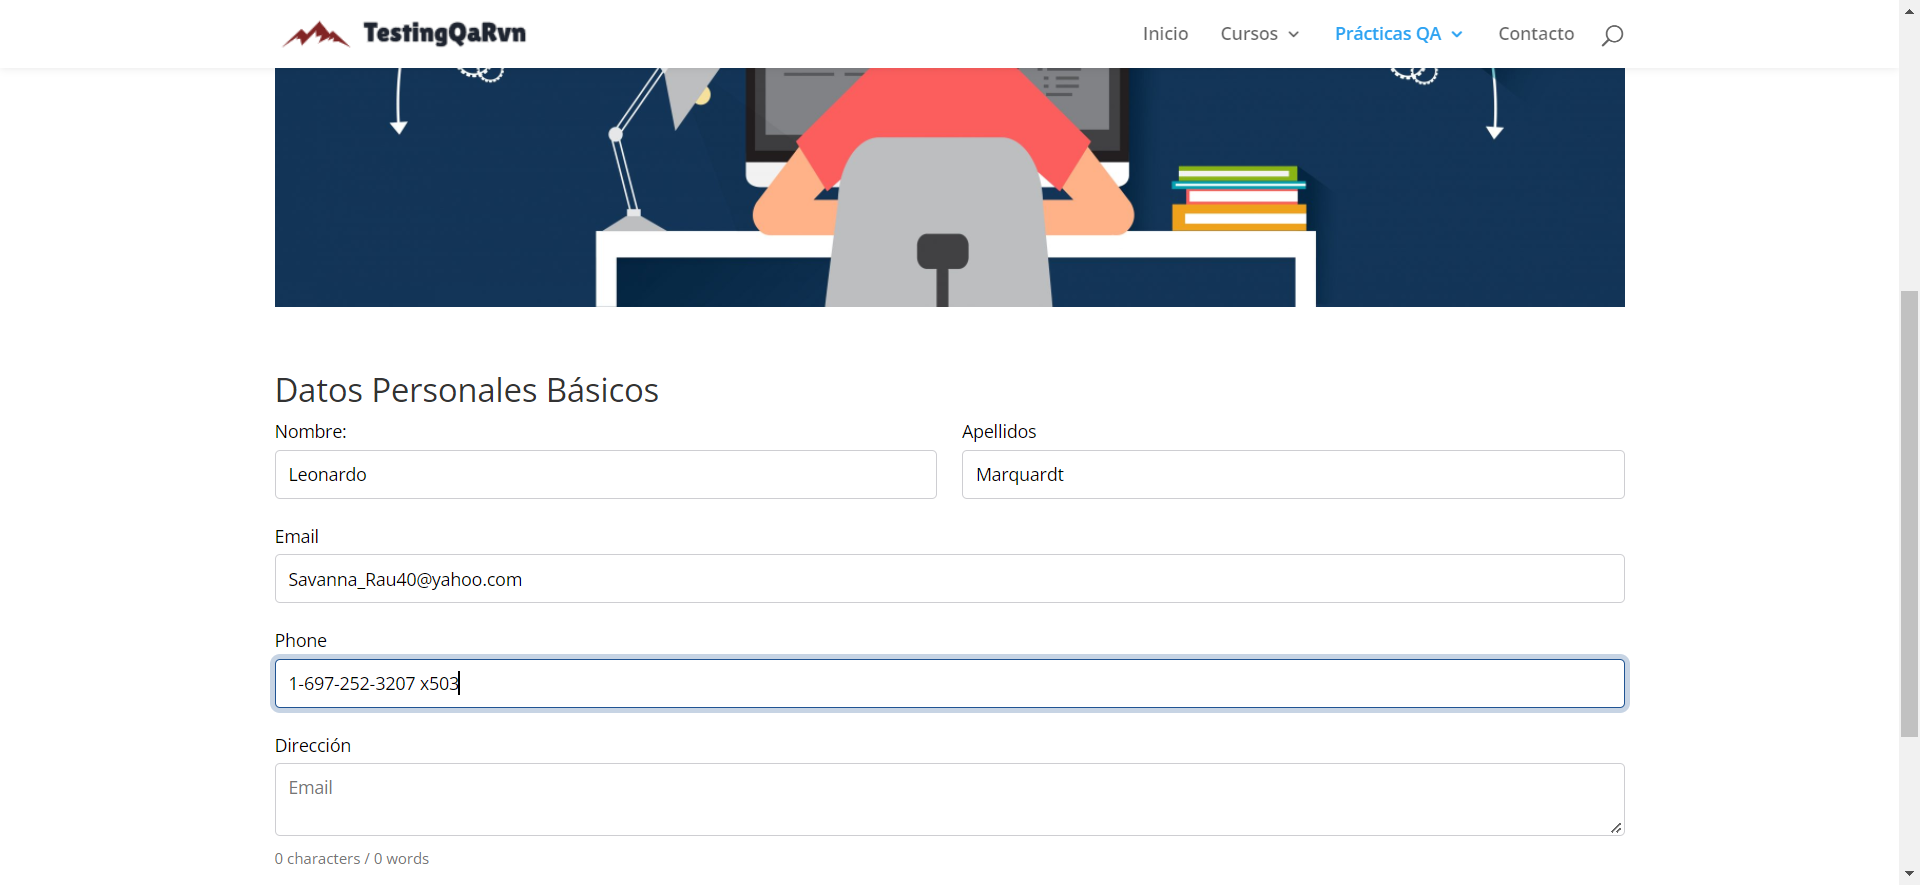 TestingQaRvn
Inicio
Cursos
Prácticas QA
Contacto
Datos Personales Básicos
Nombre:
Apellidos
Leonardo
Marquardt
Email
Savanna_Rau40@yahoo.com
Phone
1-697-252-3207 x503
Dirección
Email
0 characters / 0 words